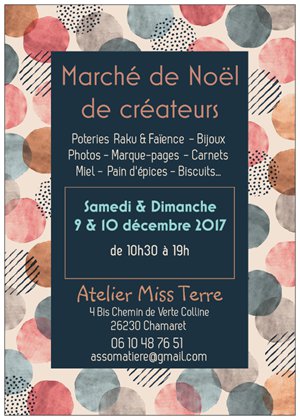 Marché de Noël
de créateurs
Poteries Raku & Faïence - Bijoux
Photos - Marque-pages - Carnets
Miel - Pain d'épices - Biscuits...
Samedi & Dimanche
9 & 10 décembre 2017
de 10h30 à 19h
Atelier Miss Terre
4 Bis Chemin de Verte Colline
26230 Chamaret
06 10 48 76 51
assomatiere@gmail.com